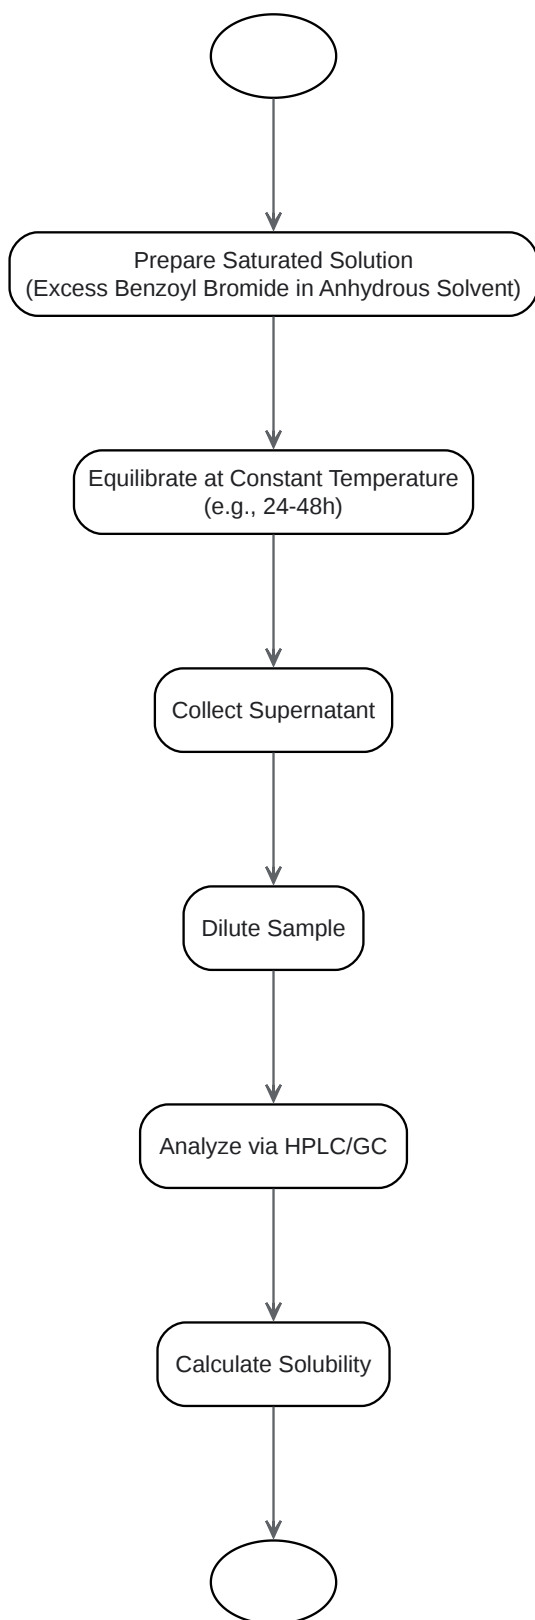 Prepare Saturated Solution
(Excess Benzoyl Bromide in Anhydrous Solvent)
Equilibrate at Constant Temperature
(e.g., 24-48h)
Collect Supernatant
Dilute Sample
Analyze via HPLC/GC
Calculate Solubility